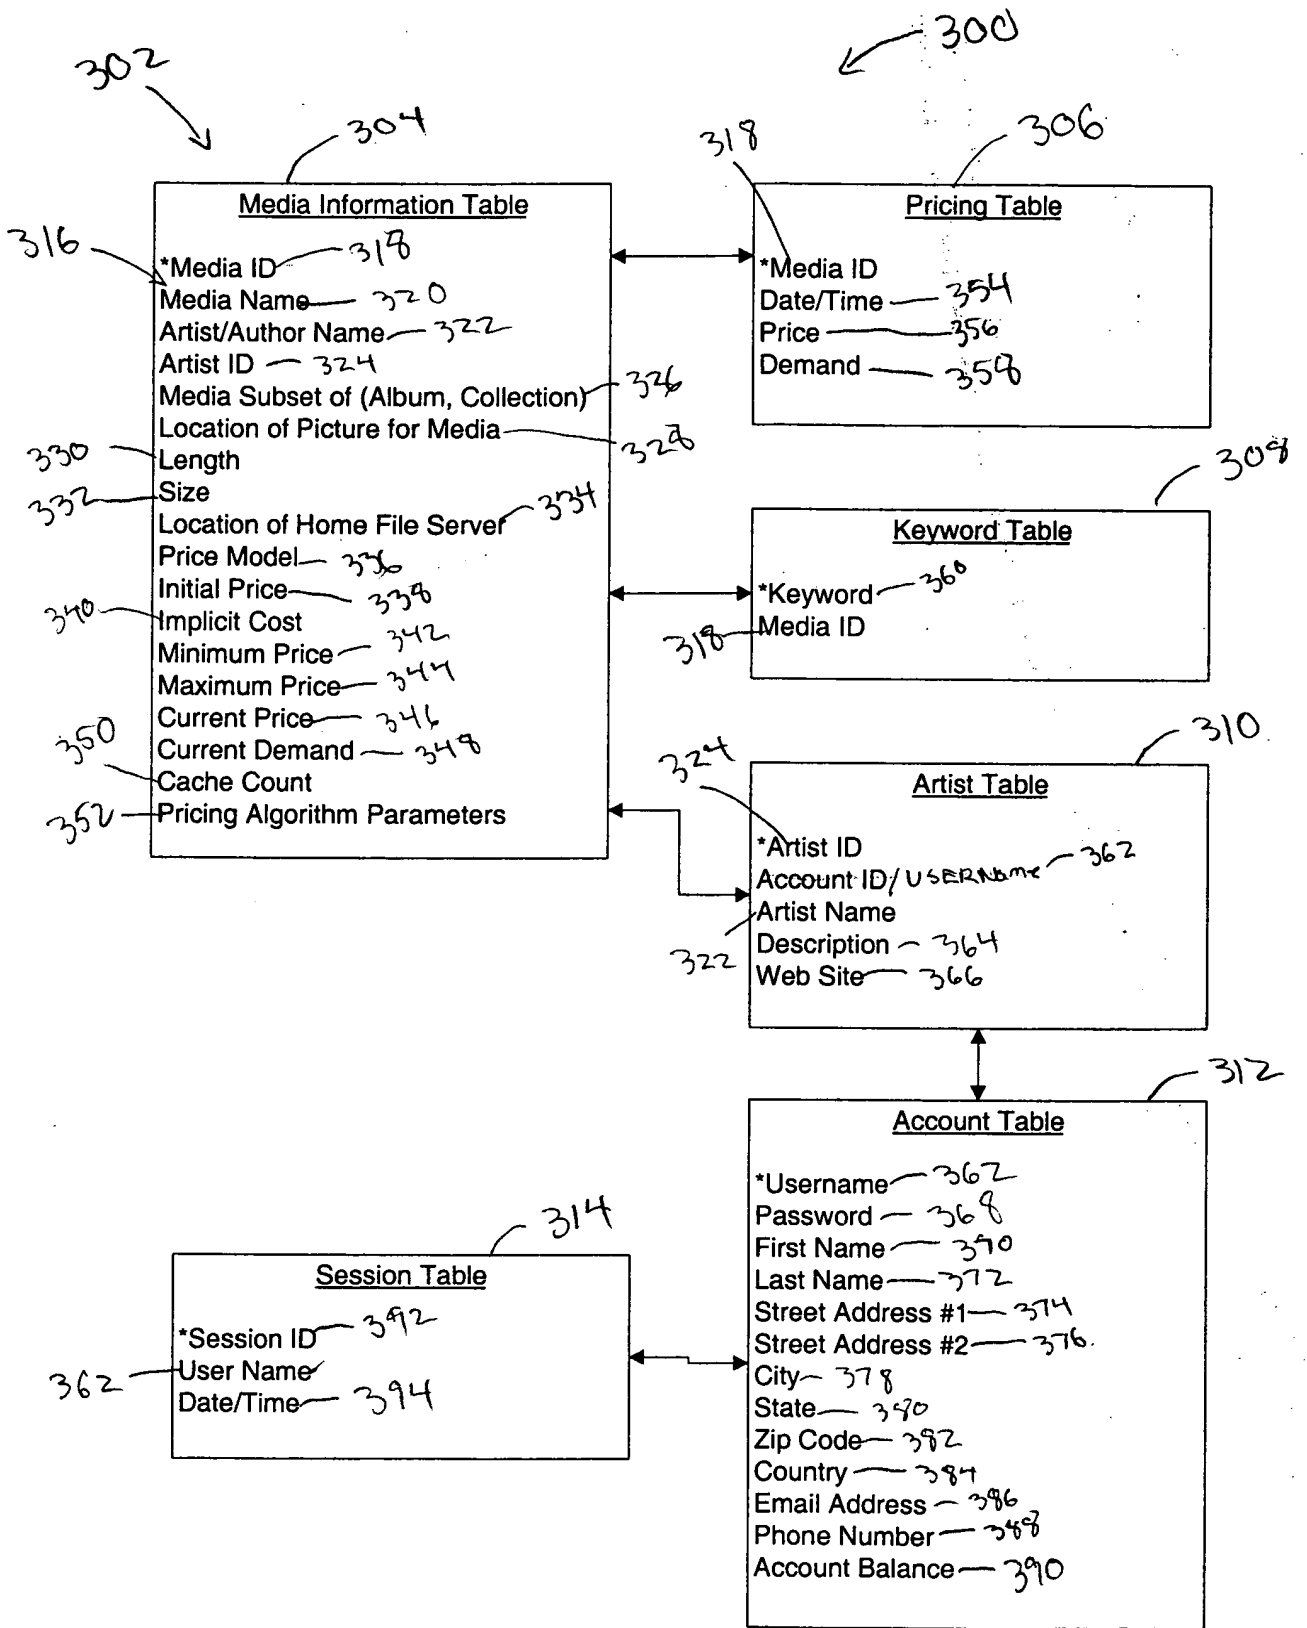 300
302
304
Media Information Table
316
*Media ID 318
Media Name 320
Artist/Author Name 322
Artist ID 324
Media Subset of (Album, Collection) 326
Location of Picture for Media 328
330 Length
332 Size
Location of Home File Server 334
Price Model 336
Initial Price 338
340 Implicit Cost
Minimum Price 342
Maximum Price 344
Current Price 346
Current Demand 348
350 Cache Count
352 Pricing Algorithm Parameters
306
318
Pricing Table
*Media ID
Date/Time 354
Price 356
Demand 358
308
Keyword Table
*Keyword 360
318 Media ID
310
324
Artist Table
*Artist ID
Account ID/USERName 362
Artist Name
322
Description 364
Web Site 366
312
Account Table
*Username 362
Password 368
First Name 390
Last Name 372
Street Address #1 374
Street Address #2 376
City 378
State 380
Zip Code 382
Country 384
Email Address 386
Phone Number 388
Account Balance 390
314
Session Table
*Session ID 392
362 User Name
Date/Time 394